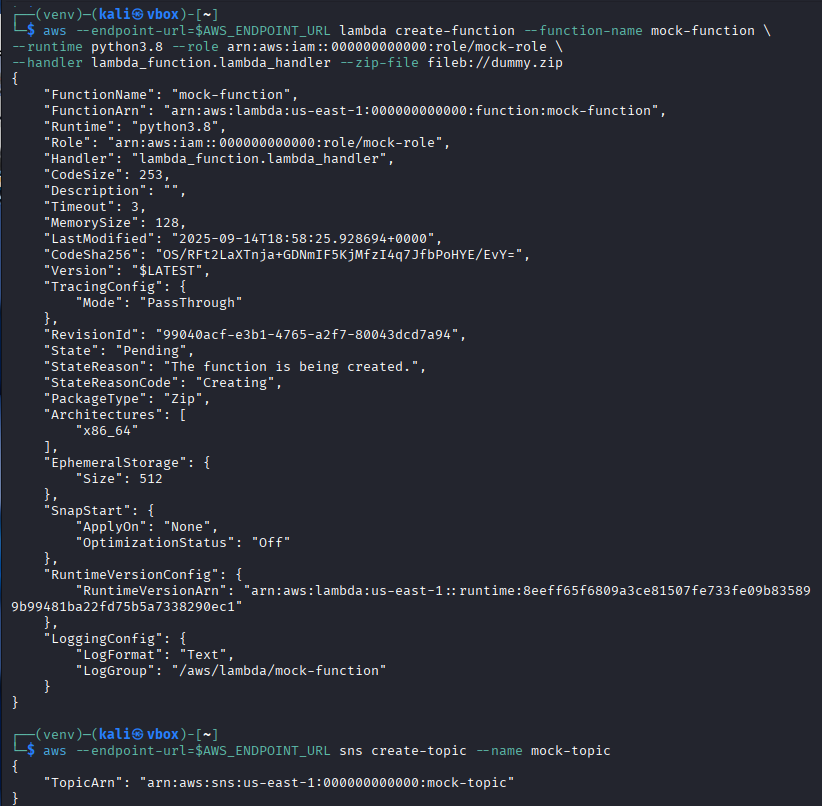 ┌──(venv)─(kali㉿vbox)-[~]
└─$ aws --endpoint-url=$AWS_ENDPOINT_URL lambda create-function --function-name mock-function \
--runtime python3.8 --role arn:aws:iam::000000000000:role/mock-role \
--handler lambda_function.lambda_handler --zip-file fileb://dummy.zip
{
    "FunctionName": "mock-function",
    "FunctionArn": "arn:aws:lambda:us-east-1:000000000000:function:mock-function",
    "Runtime": "python3.8",
    "Role": "arn:aws:iam::000000000000:role/mock-role",
    "Handler": "lambda_function.lambda_handler",
    "CodeSize": 253,
    "Description": "",
    "Timeout": 3,
    "MemorySize": 128,
    "LastModified": "2025-09-14T18:58:25.928694+0000",
    "CodeSha256": "OS/RFt2LaXTnja+GDNmIF5KjMfzI4q7JfbPoHYE/EvY=",
    "Version": "$LATEST",
    "TracingConfig": {
        "Mode": "PassThrough"
    },
    "RevisionId": "99040acf-e3b1-4765-a2f7-80043dcd7a94",
    "State": "Pending",
    "StateReason": "The function is being created.",
    "StateReasonCode": "Creating",
    "PackageType": "Zip",
    "Architectures": [
        "x86_64"
    ],
    "EphemeralStorage": {
        "Size": 512
    },
    "SnapStart": {
        "ApplyOn": "None",
        "OptimizationStatus": "Off"
    },
    "RuntimeVersionConfig": {
        "RuntimeVersionArn": "arn:aws:lambda:us-east-1::runtime:8eeff65f6809a3ce81507fe733fe09b83589
9b99481ba22fd75b5a7338290ec1"
    },
    "LoggingConfig": {
        "LogFormat": "Text",
        "LogGroup": "/aws/lambda/mock-function"
    }
}
┌──(venv)─(kali㉿vbox)-[~]
└─$ aws --endpoint-url=$AWS_ENDPOINT_URL sns create-topic --name mock-topic
{
    "TopicArn": "arn:aws:sns:us-east-1:000000000000:mock-topic"
}